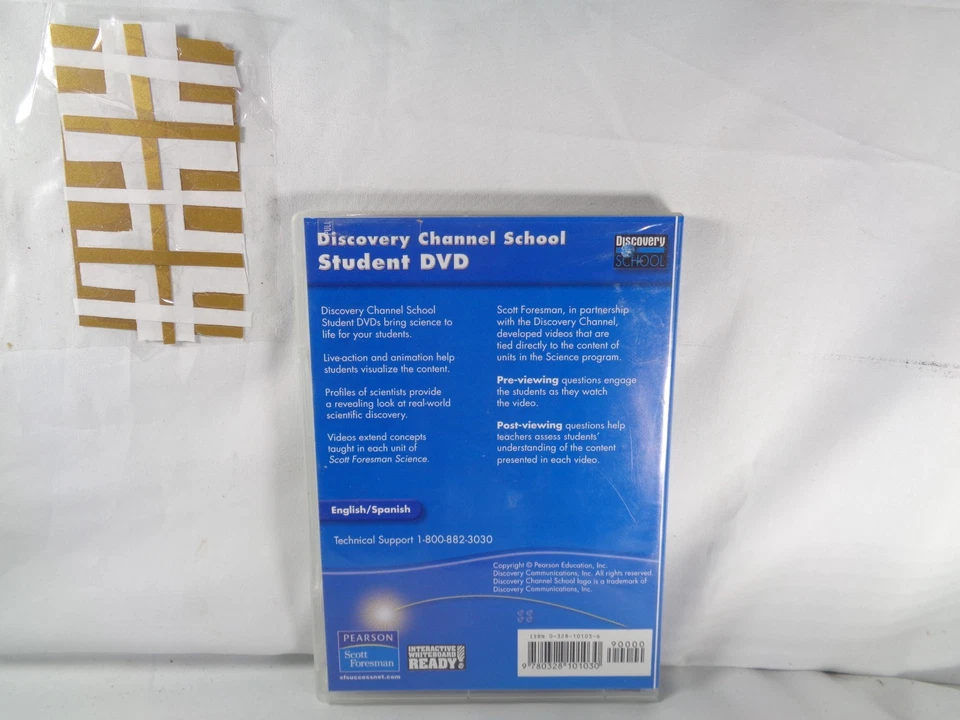 Discovery Channel School
Student DVD
Discovery
SCHOOL
Discovery Channel School
Student DVDs bring science to
life for your students.
Live-action and animation help
students visualize the content.
Profiles of scientists provide
a revealing look at real-world
scientific discovery.
Videos extend concepts
taught in each unit of
Scott Foresman Science.
Scott Foresman, in partnership
with the Discovery Channel,
developed videos that are
tied directly to the content of
units in the Science program.
Pre-viewing questions engage
the students as they watch
the video.
Post-viewing questions help
teachers assess students'
understanding of the content
presented in each video.
English/Spanish
Technical Support 1-800-882-3030
Copyright © Pearson Education, Inc.
Discovery Communications, Inc. All rights reserved.
Discovery Channel School logo is a trademark of
Discovery Communications, Inc.
PEARSON
Scott
Foresman
sfsuccessnet.com
INTERACTIVE
WHITEBOARD
READY!
ISBN 0-328-10103-6
90000
9 780328 101030